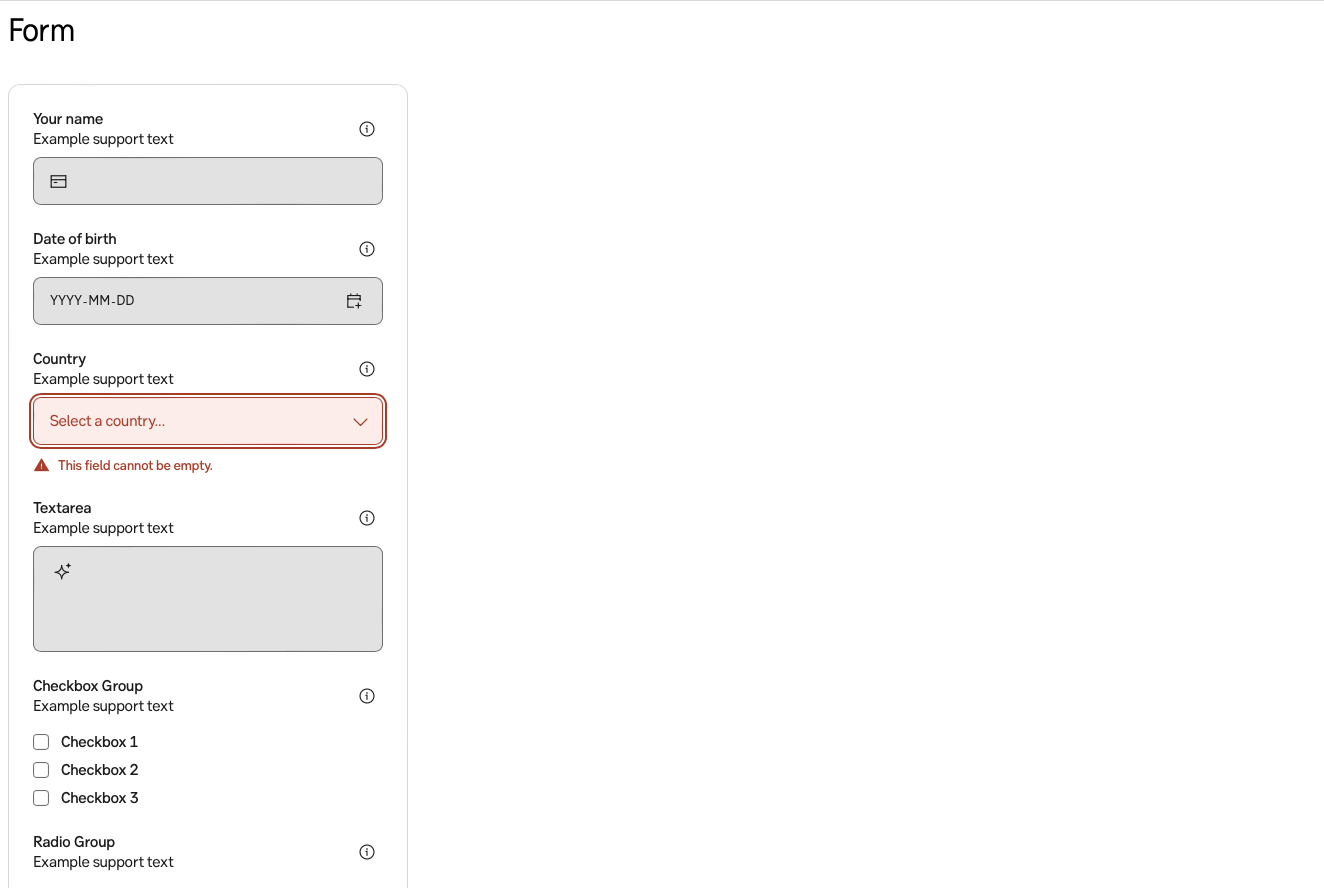 Form
Your name
Example support text
Date of birth
Example support text
YYYY-MM-DD
Country
Example support text
Select a country...
This field cannot be empty.
Textarea
Example support text
Checkbox Group
Example support text
Checkbox 1
Checkbox 2
Checkbox 3
Radio Group
Example support text